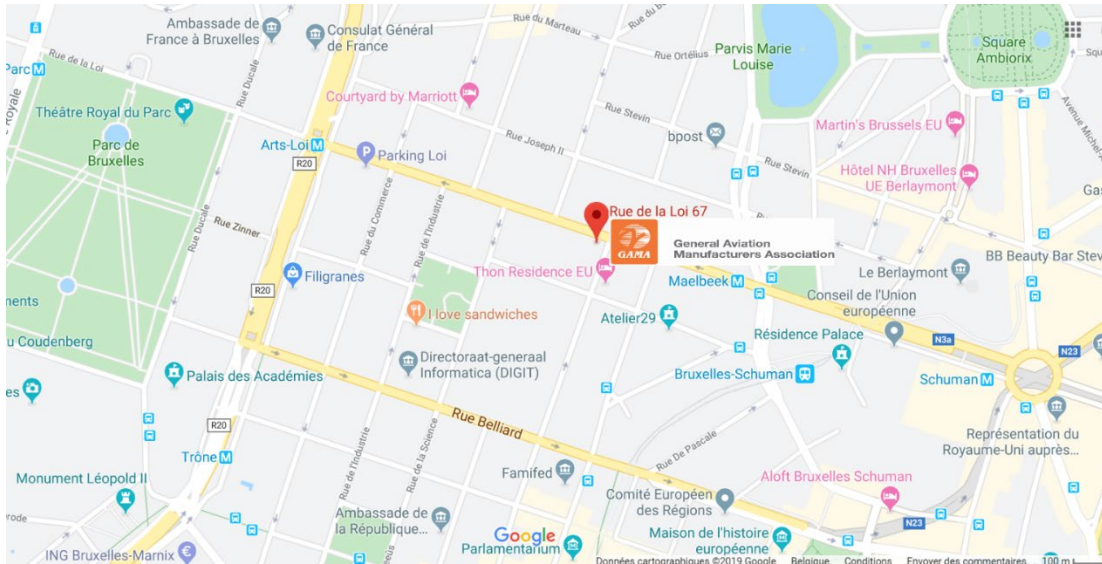 Ambassade de
France à Bruxelles
Consulat Général
de France
Rue du Marteau
Rue Ortélius
Parvis Marie
Louise
Square
Ambiorix
Rue de la Loi
Parc M
Royale
Rue Ducale
Théâtre Royal du Parc
Courtyard by Marriott
Rue Stevin
bpost
Martin's Brussels EU
Parc de
Bruxelles
Arts-Loi M
R20
Parking Loi
Rue Joseph II
Rue Stevin
Hôtel NH Bruxelles
UE Berlaymont
Rue Ducale
Rue Zinner
Rue du Commerce
Rue de l'Industrie
Rue de la Loi 67
GAMA
General Aviation
Manufacturers Association
Filigranes
Thon Residence EU
Maelbeek M
Le Berlaymont
BB Beauty Bar Stev
Conseil de l'Union
européenne
R20
I love sandwiches
Atelier29
Résidence Palace
N3a
N23
u Coudenberg
Directoraat-generaal
Informatica (DIGIT)
Palais des Académies
Bruxelles-Schuman
Schuman M
R20
Rue Belliard
Trône M
Rue de l'Industrie
Rue de la Science
Rue De Pascale
Représentation du
Royaume-Uni auprès...
Monument Léopold II
Famifed
Aloft Bruxelles Schuman
Comité Européen
des Régions
N23
Ambassade de
la République...
Google
Parlamentarium
Maison de l'histoire
européenne
ING Bruxelles-Marnix
Données cartographiques ©2019 Google Belgique Conditions Envoyer des commentaires 100 m